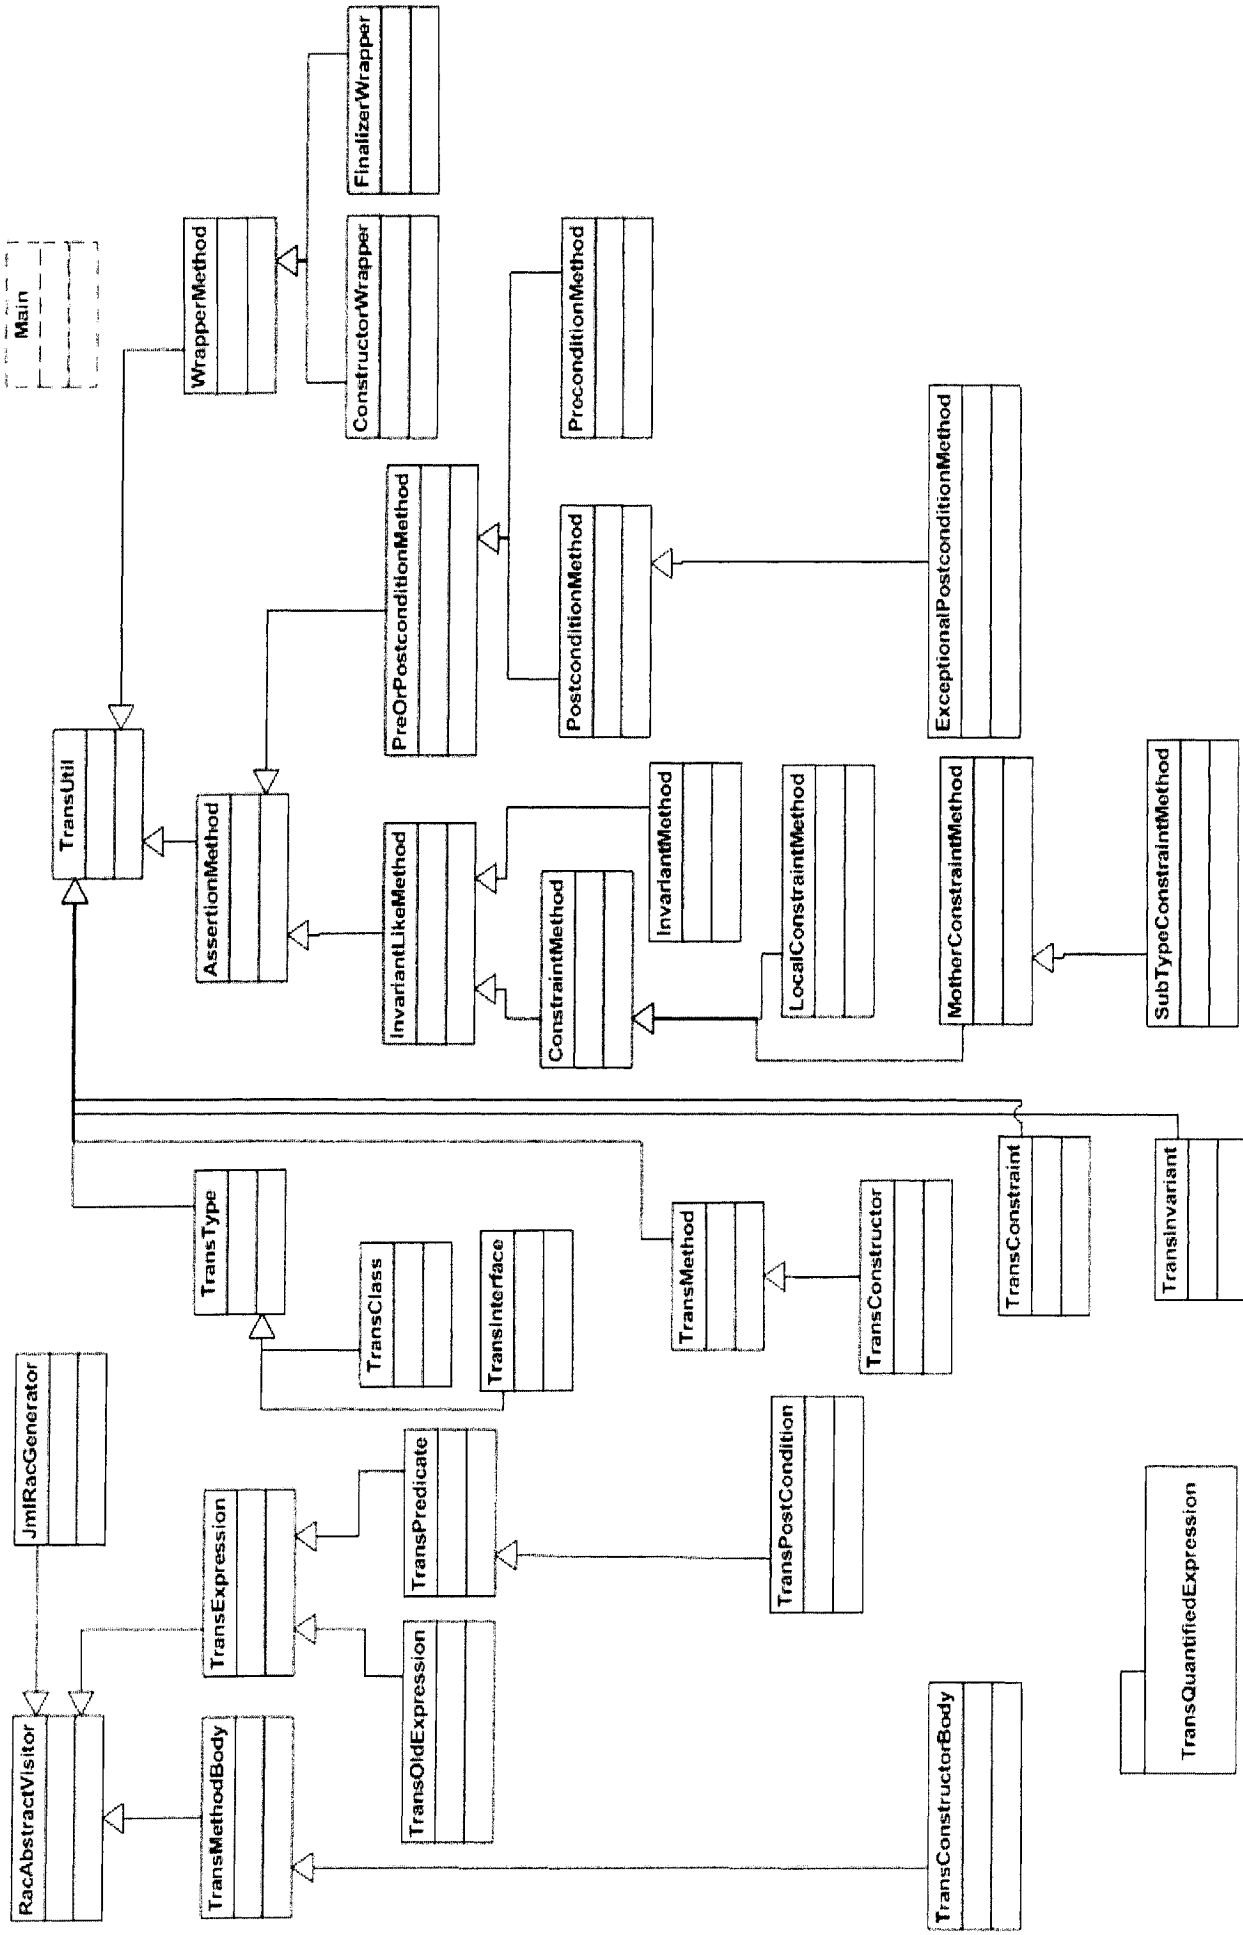 Main
FinalizerWrapper
WrapperMethod
ConstructorWrapper
PreconditionMethod
PreOrPostconditionMethod
PostconditionMethod
ExceptionalPostconditionMethod
TransUtil
AssertionMethod
InvariantLikeMethod
InvariantMethod
ConstraintMethod
LocalConstraintMethod
MotherConstraintMethod
SubTypeConstraintMethod
TransType
TransClass
TransInterface
TransMethod
TransConstructor
TransConstraint
TransInvariant
JmlRacGenerator
TransExpression
TransPredicate
TransPostCondition
RacAbstractVisitor
TransMethodBody
TransOldExpression
TransConstructorBody
TransQuantifiedExpression